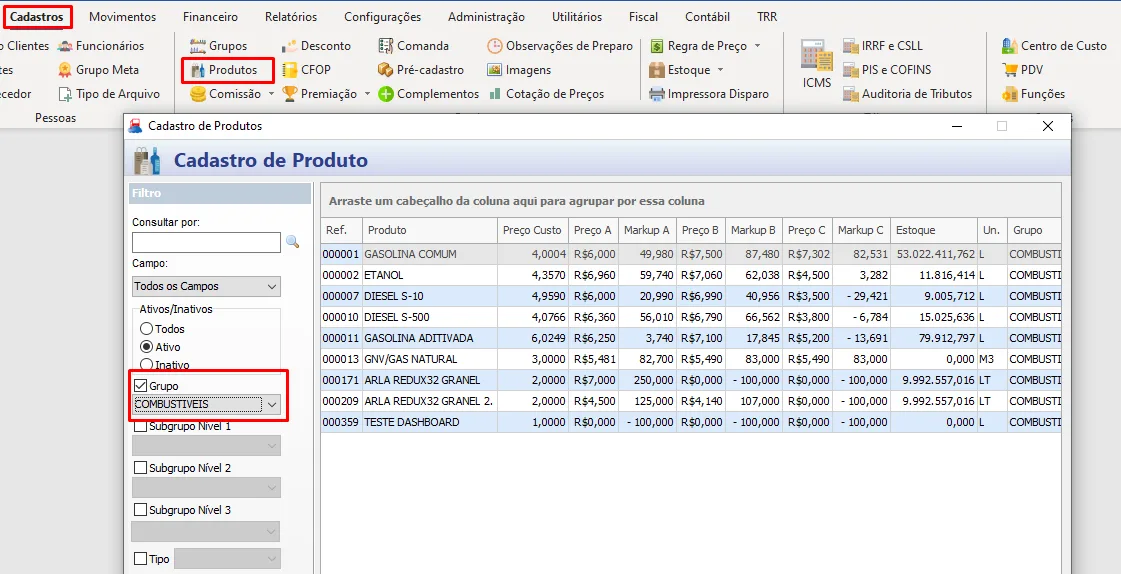 Cadastros Movimentos Financeiro Relatórios Configurações Administração Utilitários Fiscal Contábil TRR
Clientes Funcionários Grupos Desconto Comanda Observações de Preparo Regra de Preço IRRF e CSLL Centro de Custo
Grupo Meta Produtos CFOP Pré-cadastro Imagens Estoque PIS e COFINS PDV
Tipo de Arquivo Comissão Premiação Complementos Cotação de Preços Impressora Disparo ICMS Auditoria de Tributos Funções
Pessoas
Cadastro de Produtos
Cadastro de Produto
Filtro
Consultar por:
Campo:
Todos os Campos
Ativos/Inativos
Todos
Ativo
Inativo
Grupo
COMBUSTIVEIS
Subgrupo Nível 1
Subgrupo Nível 2
Subgrupo Nível 3
Tipo
Arraste um cabeçalho da coluna aqui para agrupar por essa coluna
Ref. Produto Preço Custo Preço A Markup A Preço B Markup B Preço C Markup C Estoque Un. Grupo
000001 GASOLINA COMUM 4,0004 R$6,000 49,980 R$7,500 87,480 R$7,302 82,531 53.022.411,762 L COMBUSTI
000002 ETANOL 4,3570 R$6,960 59,740 R$7,060 62,038 R$4,500 3,282 11.816,414 L COMBUSTI
000007 DIESEL S-10 4,9590 R$6,000 20,990 R$6,990 40,956 R$3,500 - 29,421 9.005,712 L COMBUSTI
000010 DIESEL S-500 4,0766 R$6,360 56,010 R$6,790 66,562 R$3,800 - 6,784 15.025,636 L COMBUSTI
000011 GASOLINA ADITIVADA 6,0249 R$6,250 3,740 R$7,100 17,845 R$5,200 - 13,691 79.912,797 L COMBUSTI
000013 GNV/GAS NATURAL 3,0000 R$5,481 82,700 R$5,490 83,000 R$5,490 83,000 0,000 M3 COMBUSTI
000171 ARLA REDUX32 GRANEL 2,0000 R$7,000 250,000 R$0,000 - 100,000 R$0,000 - 100,000 9.992.557,016 LT COMBUSTI
000209 ARLA REDUX32 GRANEL 2. 2,0000 R$4,500 125,000 R$4,140 107,000 R$0,000 - 100,000 9.992.557,016 LT COMBUSTI
000359 TESTE DASHBOARD 1,0000 R$0,000 - 100,000 R$0,000 - 100,000 R$0,000 - 100,000 0,000 L COMBUSTI